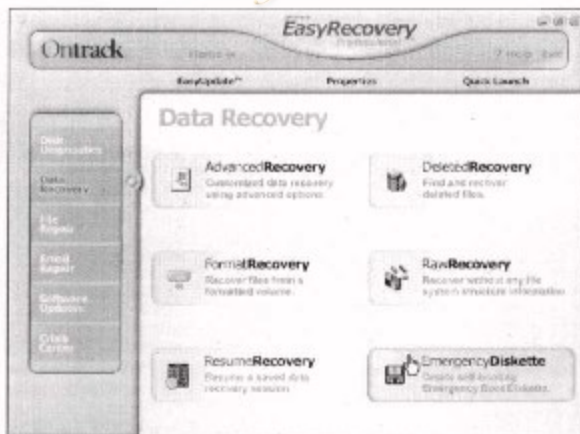 EasyRecovery
Professional
Ontrack
EasyUpdate™ Properties Quick Launch
Data Recovery
Disk Diagnostics
Data Recovery
File Repair
Email Repair
Software Updates
Crisis Center
AdvancedRecovery
Customized data recovery
using advanced options.
DeletedRecovery
Find and recover
deleted files.
FormatRecovery
Recover files from a
formatted volume.
RawRecovery
Recover without any file
system structure information.
ResumeRecovery
Resume a saved data
recovery session.
EmergencyDiskette
Create self-booting
Emergency Boot Diskette.